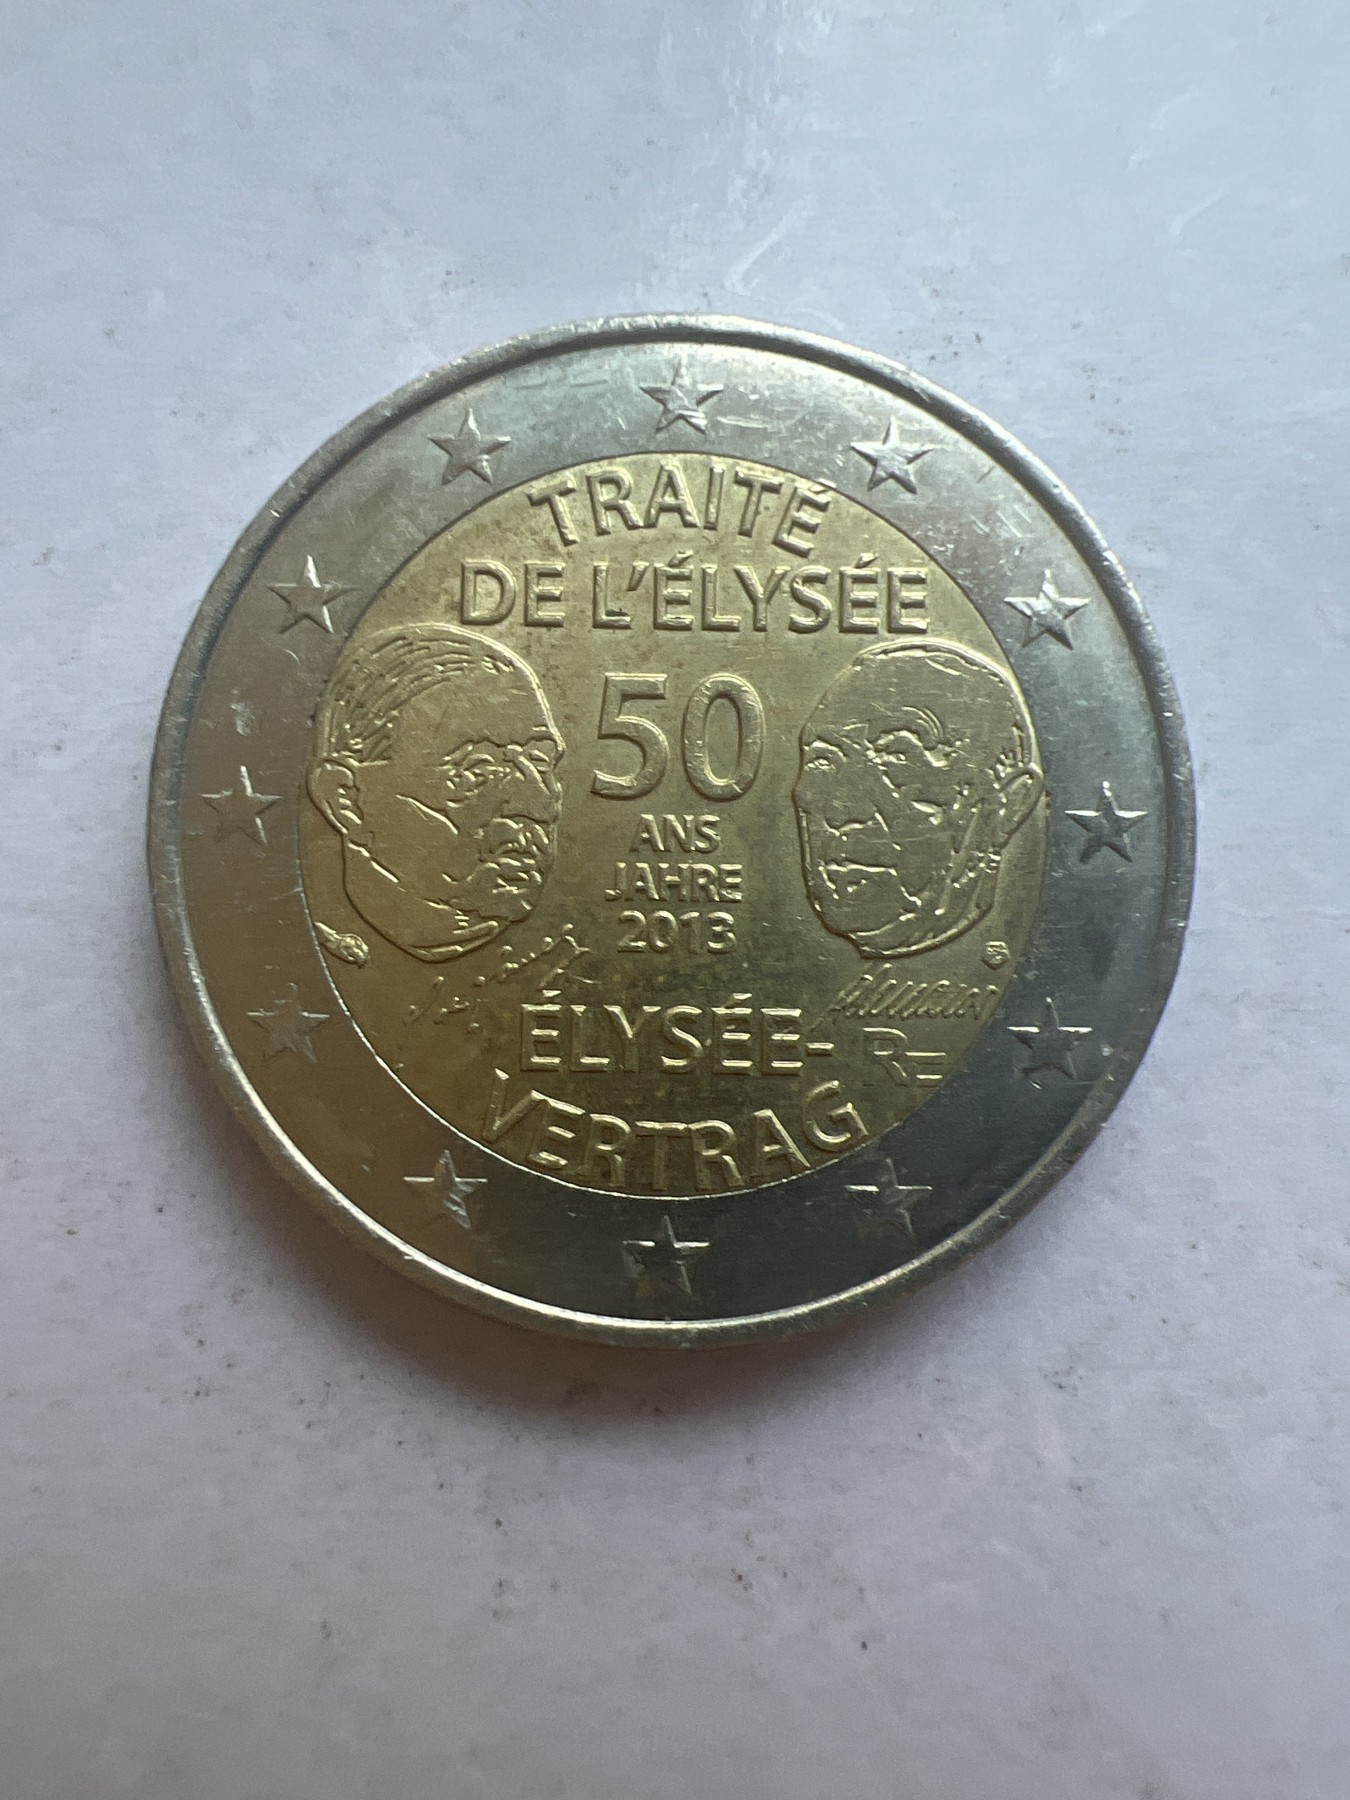 TRAITÉ
DE L'ÉLYSÉE
50
ANS
JAHRE
2013
ÉLYSÉE-
VERTRAG
RF